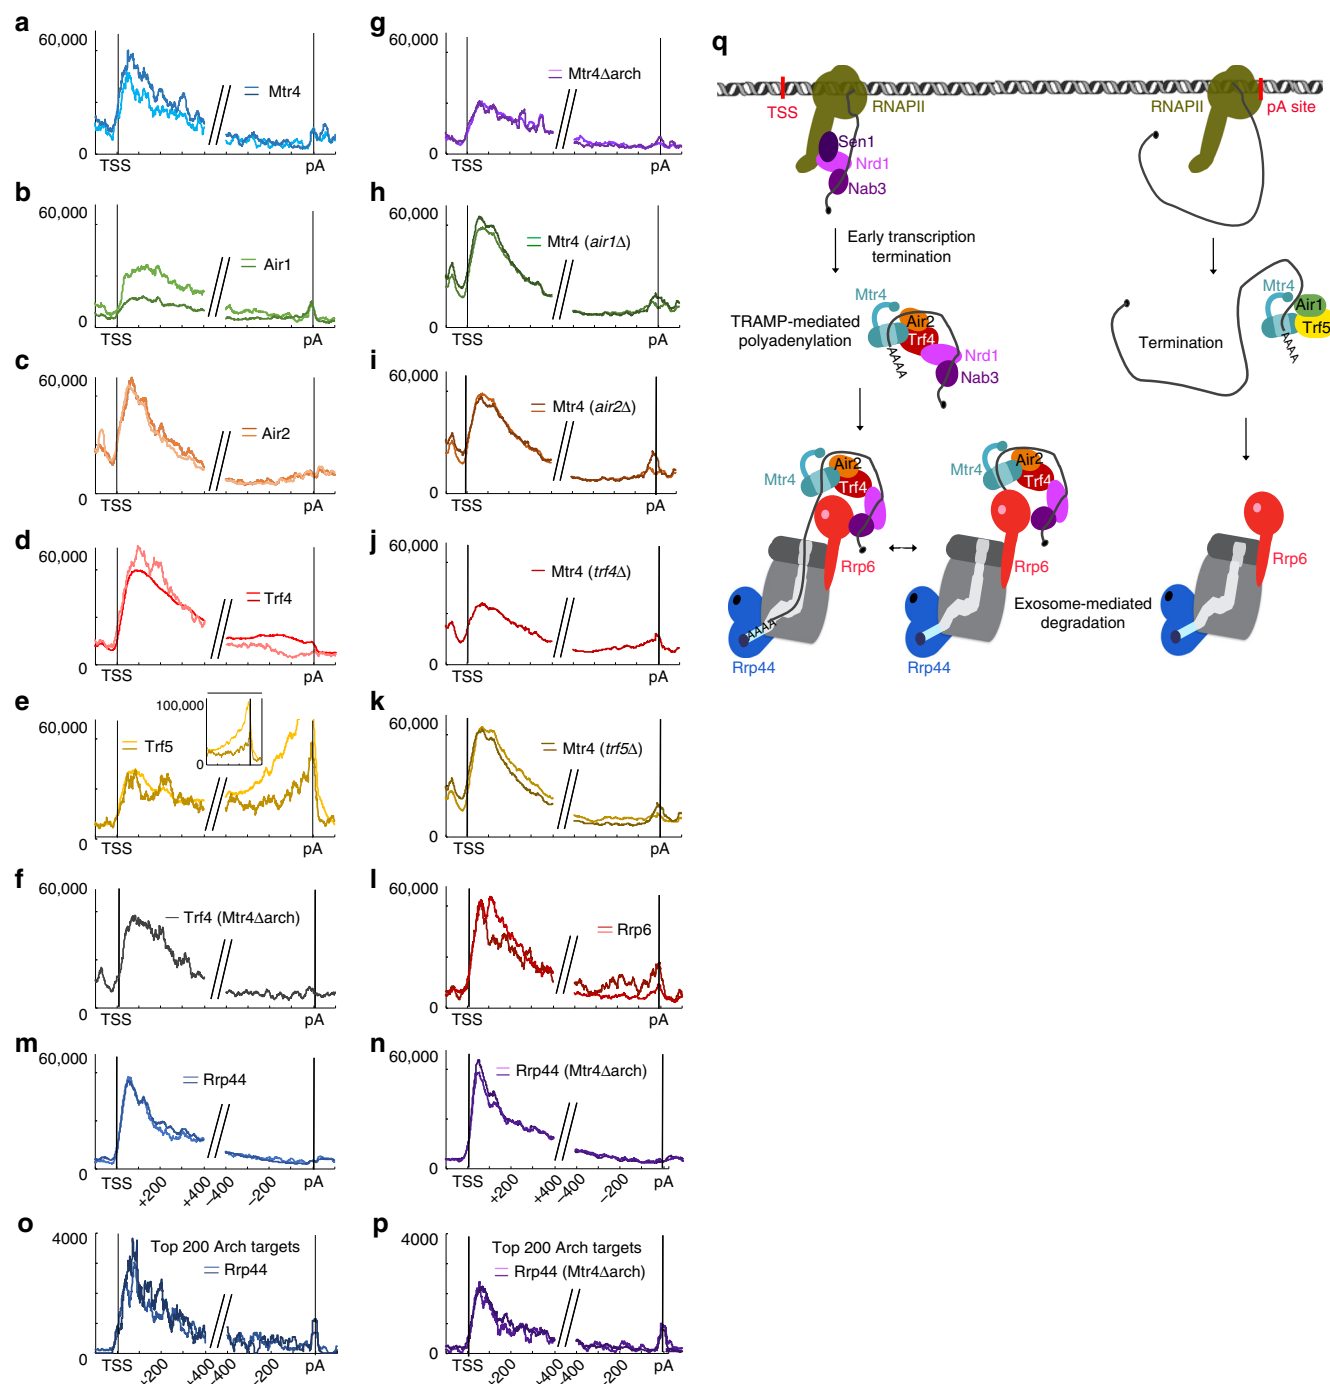 a
60,000
Mtr4
0
TSS
pA
b
60,000
Air1
0
TSS
pA
c
60,000
Air2
0
TSS
pA
d
60,000
Trf4
0
TSS
pA
e
60,000
Trf5
100,000
0
0
TSS
pA
f
60,000
Trf4 (Mtr4Δarch)
0
TSS
pA
m
60,000
Rrp44
0
TSS
+200
+400
−400
−200
pA
o
4000
Top 200 Arch targets
Rrp44
0
TSS
+200
+400
−400
−200
pA
g
60,000
Mtr4Δarch
0
TSS
pA
h
60,000
Mtr4 (air1Δ)
0
TSS
pA
i
60,000
Mtr4 (air2Δ)
0
TSS
pA
j
60,000
Mtr4 (trf4Δ)
0
TSS
pA
k
60,000
Mtr4 (trf5Δ)
0
TSS
pA
l
60,000
Rrp6
0
TSS
pA
n
60,000
Rrp44 (Mtr4Δarch)
0
TSS
+200
+400
−400
−200
pA
p
4000
Top 200 Arch targets
Rrp44 (Mtr4Δarch)
0
TSS
+200
+400
−400
−200
pA
q
TSS
RNAPII
RNAPII
pA site
Sen1
Nrd1
Nab3
Early transcription
termination
Mtr4
TRAMP-mediated
polyadenylation
Air2
Trf4
AAAA
Nrd1
Nab3
Mtr4
Air1
Trf5
AAAA
Termination
Mtr4
Air2
Trf4
Rrp6
AAAA
Rrp44
Mtr4
Air2
Trf4
Rrp6
Rrp44
Exosome-mediated
degradation
Rrp6
Rrp44